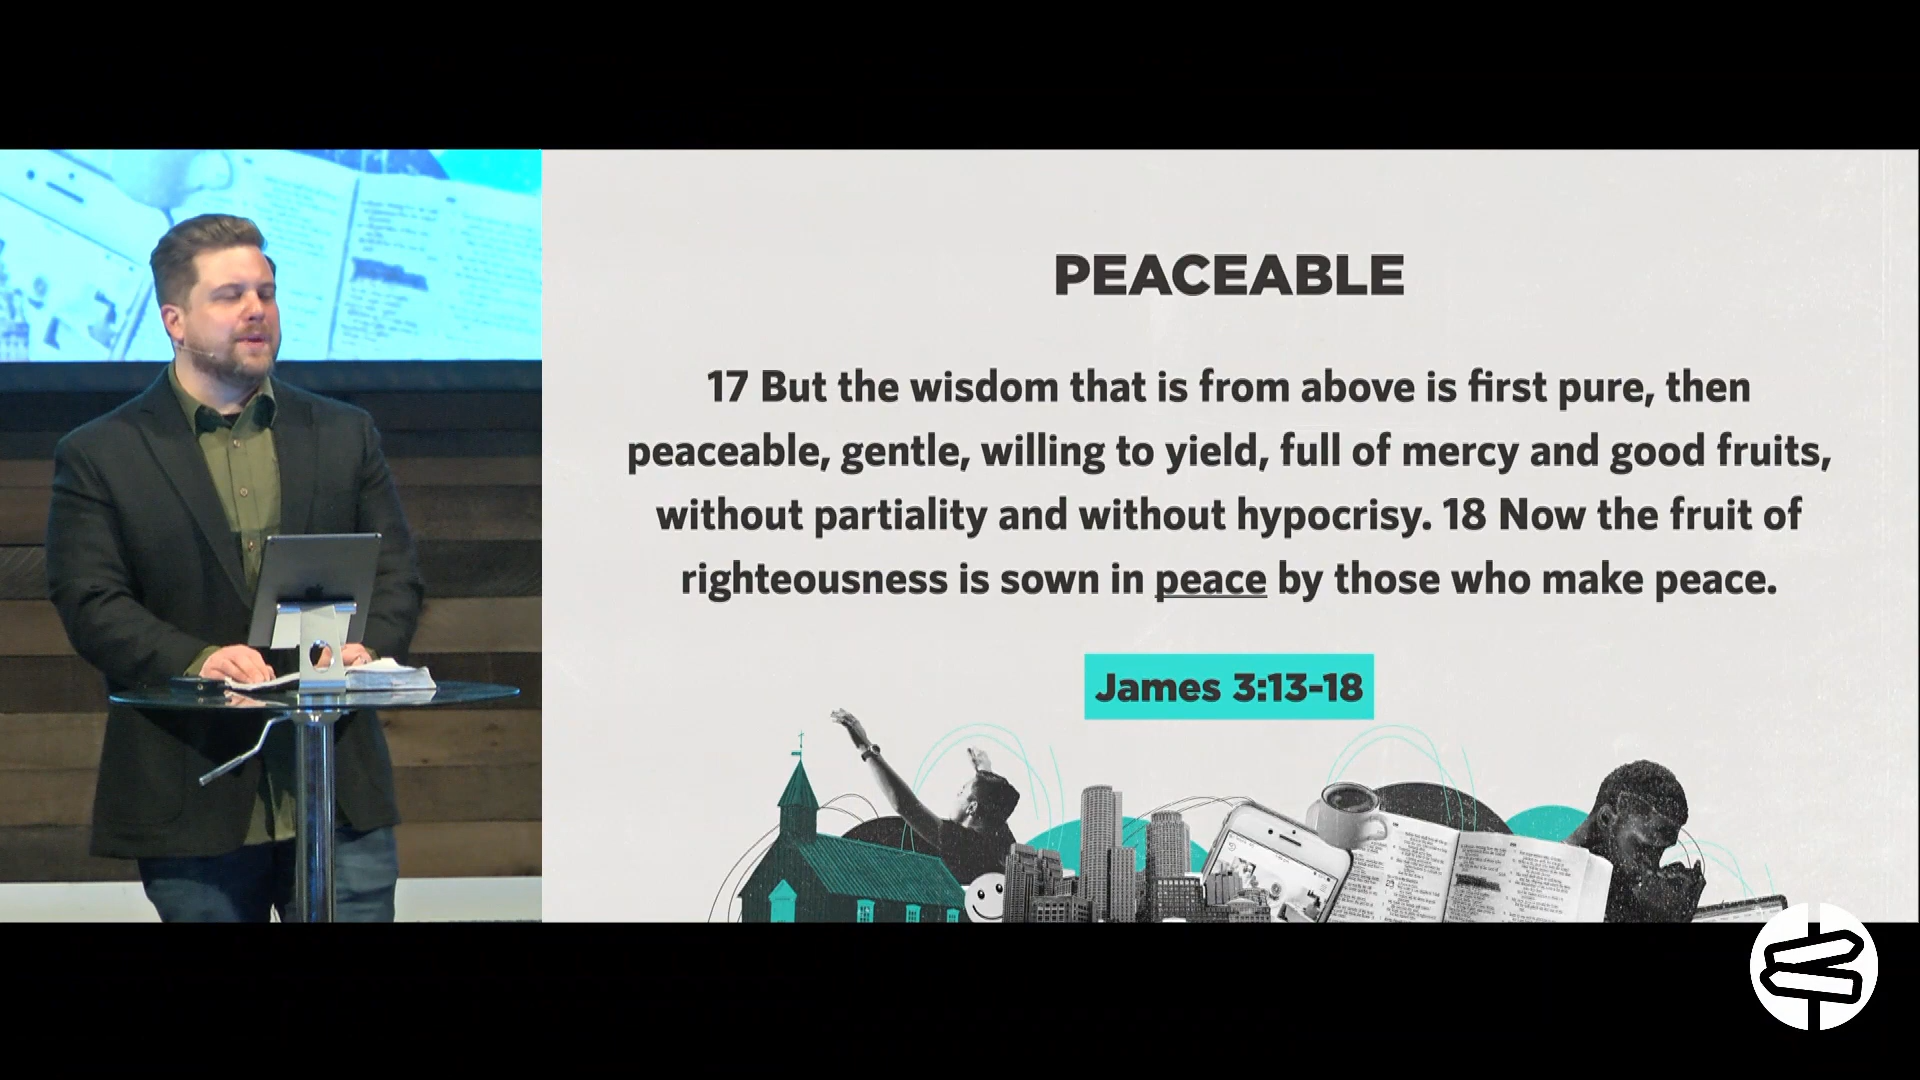 PEACEABLE
17 But the wisdom that is from above is first pure, then
peaceable, gentle, willing to yield, full of mercy and good fruits,
without partiality and without hypocrisy. 18 Now the fruit of
righteousness is sown in peace by those who make peace.
James 3:13-18